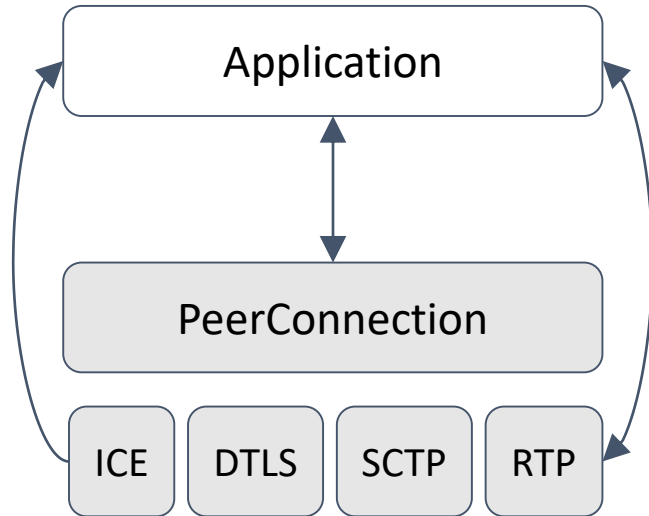 Application
PeerConnection
ICE
DTLS
SCTP
RTP